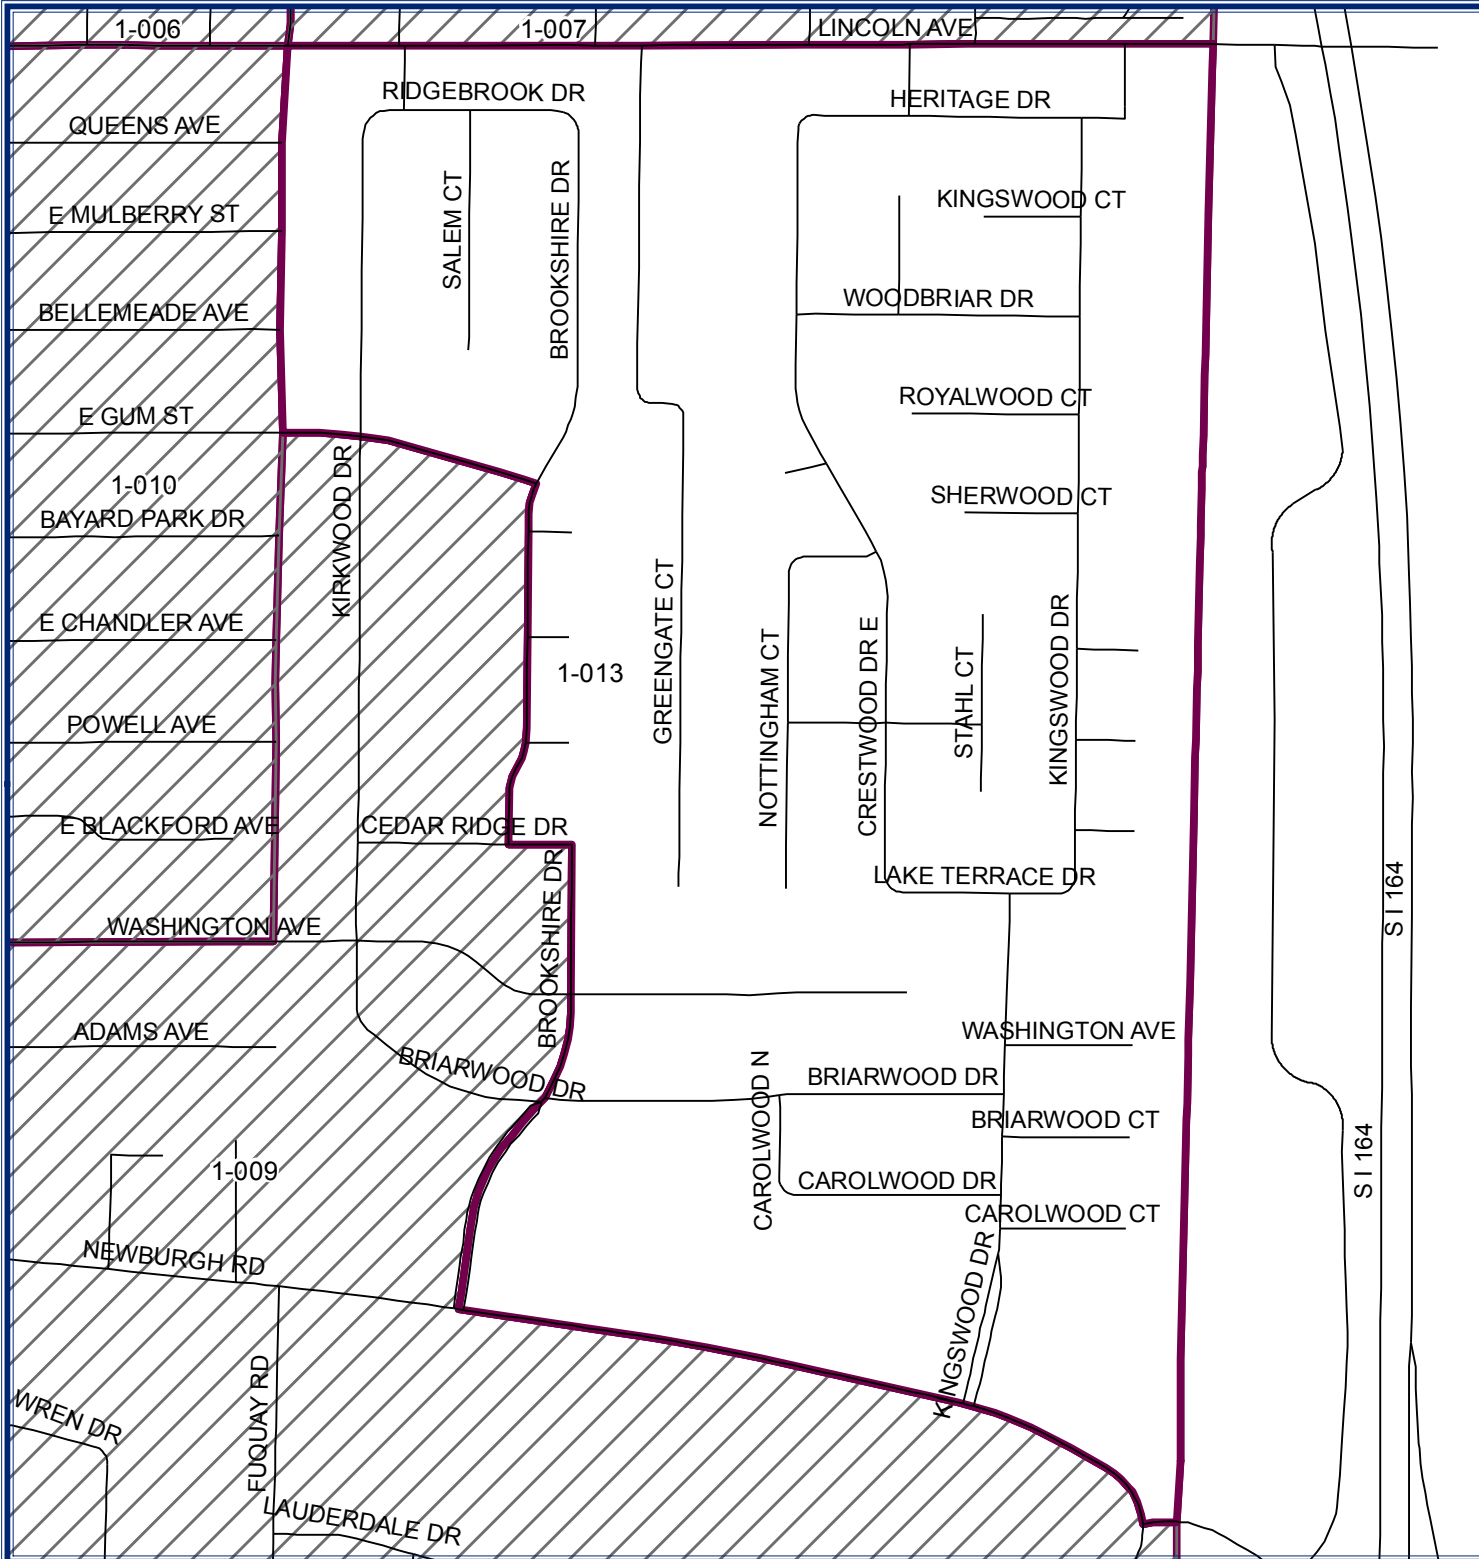 1-006
1-007
LINCOLN AVE
RIDGEBROOK DR
HERITAGE DR
QUEENS AVE
SALEM CT
BROOKSHIRE DR
KINGSWOOD CT
E MULBERRY ST
WOODBRIAR DR
BELLEMEADE AVE
ROYALWOOD CT
E GUM ST
KIRKWOOD DR
1-010
SHERWOOD CT
BAYARD PARK DR
GREENGATE CT
NOTTINGHAM CT
CRESTWOOD DR E
STAHL CT
KINGSWOOD DR
E CHANDLER AVE
1-013
POWELL AVE
E BLACKFORD AVE
CEDAR RIDGE DR
BROOKSHIRE DR
LAKE TERRACE DR
S I 164
WASHINGTON AVE
ADAMS AVE
WASHINGTON AVE
BRIARWOOD DR
CAROLWOOD N
BRIARWOOD DR
BRIARWOOD CT
S I 164
1-009
CAROLWOOD DR
CAROLWOOD CT
NEWBURGH RD
KINGSWOOD DR
FUQUAY RD
WREN DR
LAUDERDALE DR